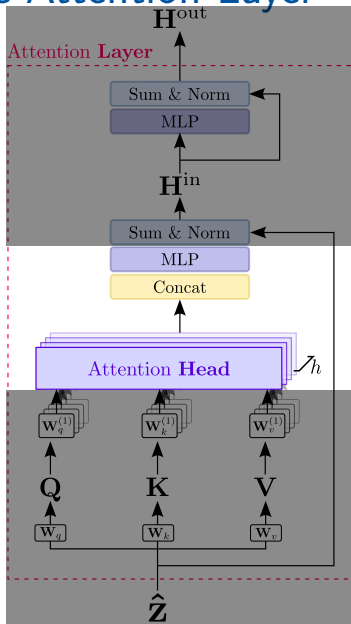 Attention Layer
H^out
Attention Layer
Sum & Norm
MLP
H^in
Sum & Norm
MLP
Concat
Attention Head
h
W_q^(1) W_k^(1) W_v^(1)
Q K V
W_q W_k W_v
Ẑ